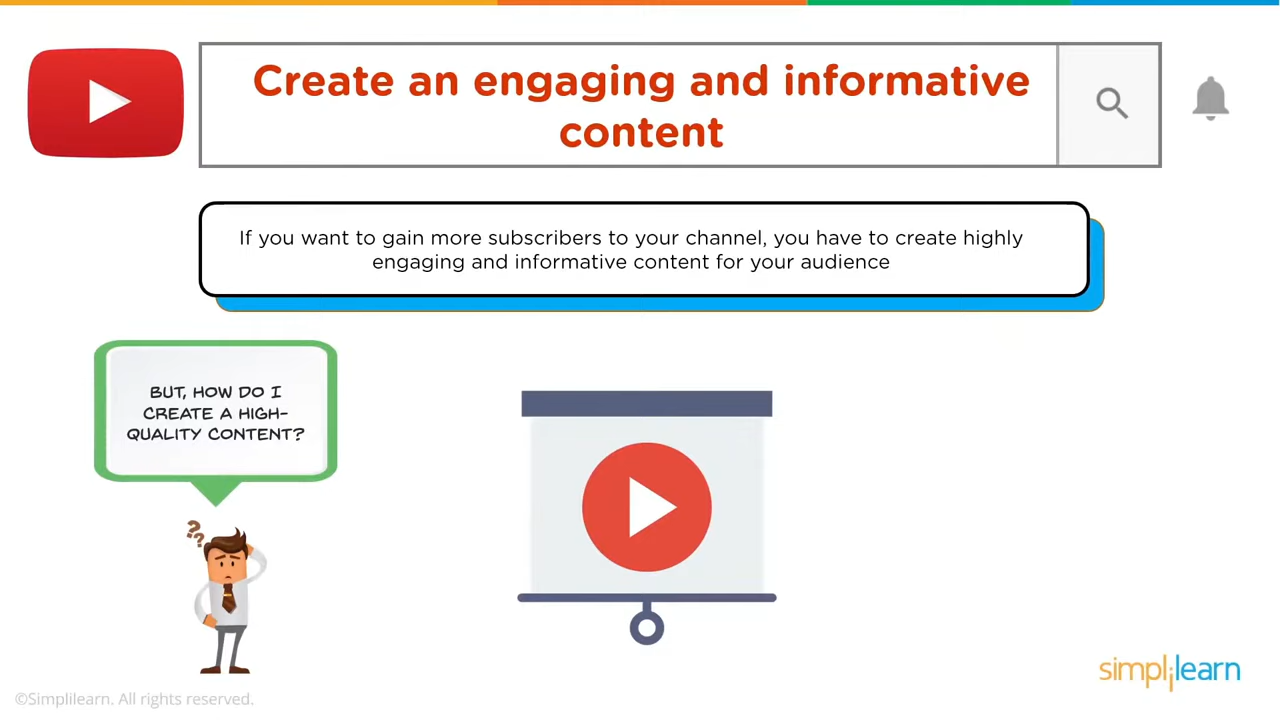 Create an engaging and informative
content
If you want to gain more subscribers to your channel, you have to create highly
engaging and informative content for your audience
BUT, HOW DO I
CREATE A HIGH-
QUALITY CONTENT?
??
??
simplilearn
©Simplilearn. All rights reserved.